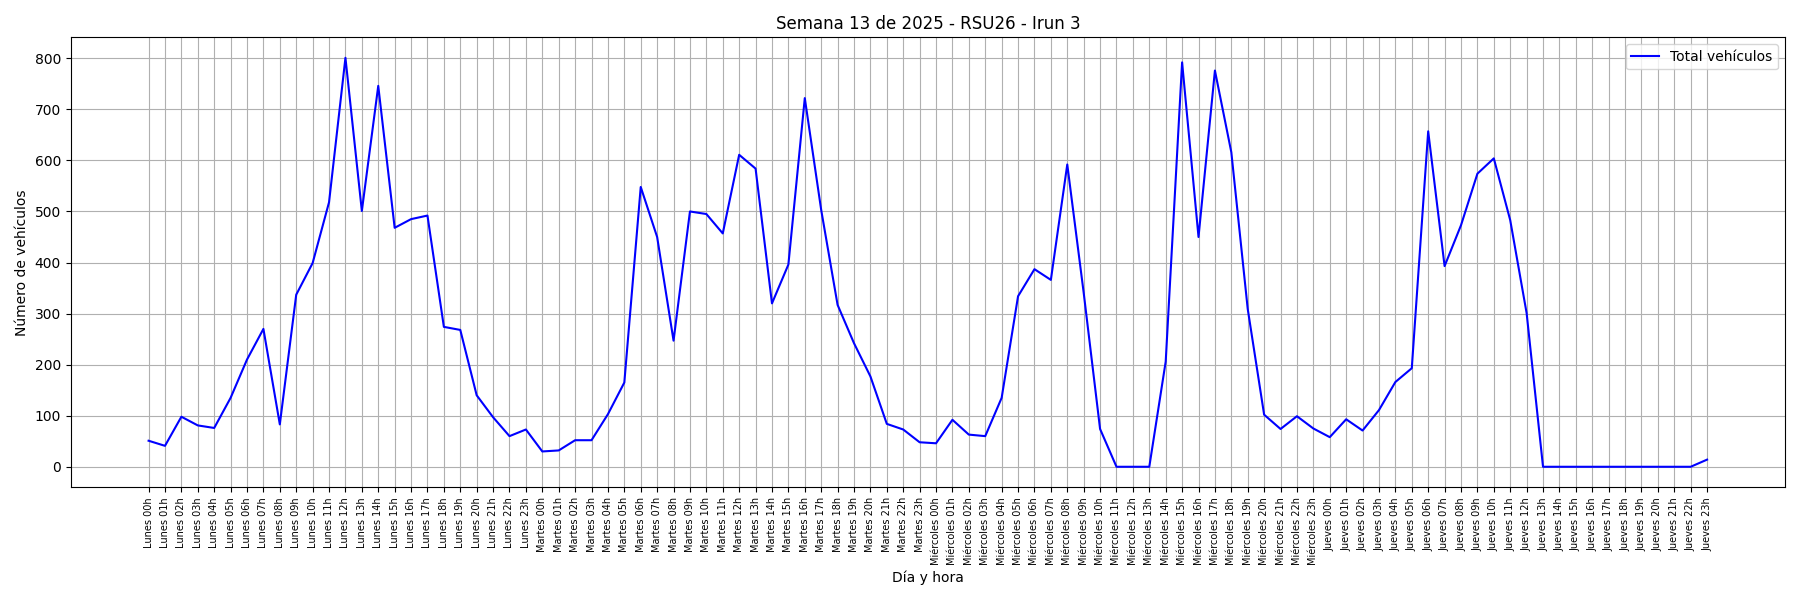 Semana 13 de 2025 - RSU26 - Irun 3
Total vehículos
Número de vehículos
800
700
600
500
400
300
200
100
0
Lunes 00h
Lunes 01h
Lunes 02h
Lunes 03h
Lunes 04h
Lunes 05h
Lunes 06h
Lunes 07h
Lunes 08h
Lunes 09h
Lunes 10h
Lunes 11h
Lunes 12h
Lunes 13h
Lunes 14h
Lunes 15h
Lunes 16h
Lunes 17h
Lunes 18h
Lunes 19h
Lunes 20h
Lunes 21h
Lunes 22h
Lunes 23h
Martes 00h
Martes 01h
Martes 02h
Martes 03h
Martes 04h
Martes 05h
Martes 06h
Martes 07h
Martes 08h
Martes 09h
Martes 10h
Martes 11h
Martes 12h
Martes 13h
Martes 14h
Martes 15h
Martes 16h
Martes 17h
Martes 18h
Martes 19h
Martes 20h
Martes 21h
Martes 22h
Martes 23h
Miércoles 00h
Miércoles 01h
Miércoles 02h
Miércoles 03h
Miércoles 04h
Miércoles 05h
Miércoles 06h
Miércoles 07h
Miércoles 08h
Miércoles 09h
Miércoles 10h
Miércoles 11h
Miércoles 12h
Miércoles 13h
Miércoles 14h
Miércoles 15h
Miércoles 16h
Miércoles 17h
Miércoles 18h
Miércoles 19h
Miércoles 20h
Miércoles 21h
Miércoles 22h
Miércoles 23h
Jueves 00h
Jueves 01h
Jueves 02h
Jueves 03h
Jueves 04h
Jueves 05h
Jueves 06h
Jueves 07h
Jueves 08h
Jueves 09h
Jueves 10h
Jueves 11h
Jueves 12h
Jueves 13h
Jueves 14h
Jueves 15h
Jueves 16h
Jueves 17h
Jueves 18h
Jueves 19h
Jueves 20h
Jueves 21h
Jueves 22h
Jueves 23h
Día y hora